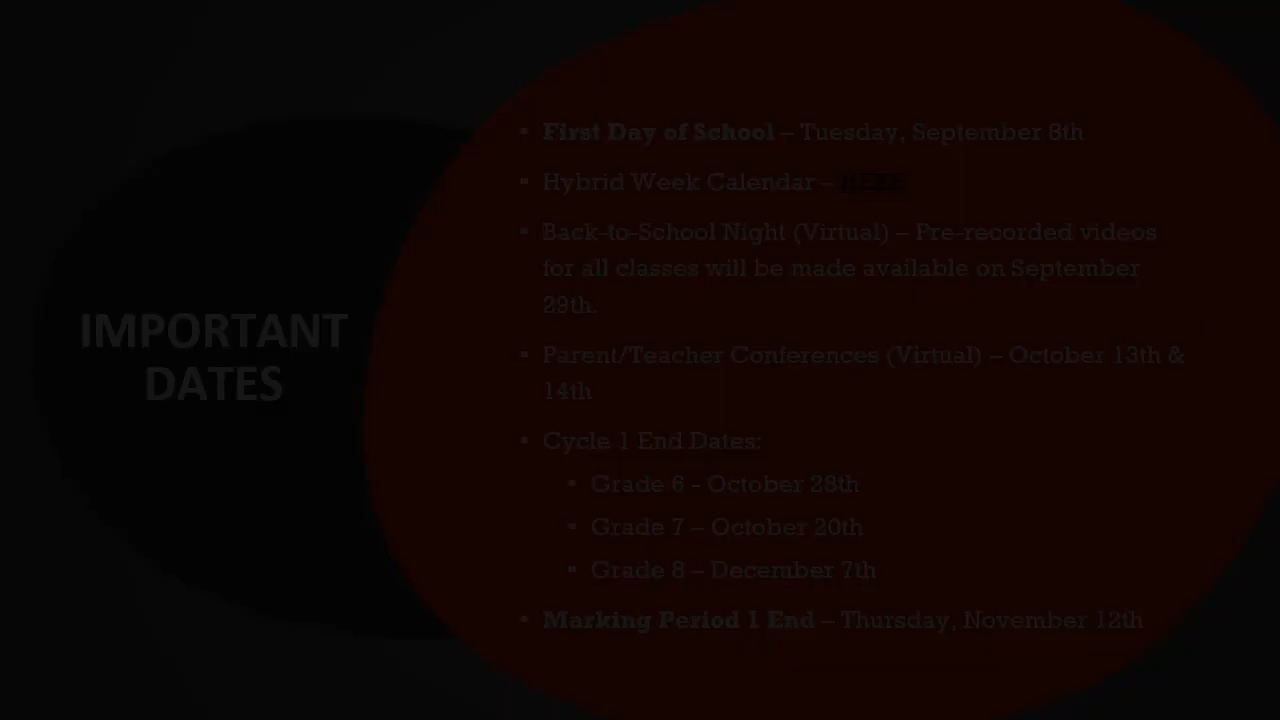 IMPORTANT
DATES
▪ First Day of School – Tuesday, September 8th
▪ Hybrid Week Calendar – HERE
▪ Back-to-School Night (Virtual) – Pre-recorded videos
for all classes will be made available on September
29th.
▪ Parent/Teacher Conferences (Virtual) – October 13th &
14th
▪ Cycle 1 End Dates:
▪ Grade 6 - October 28th
▪ Grade 7 – October 20th
▪ Grade 8 – December 7th
▪ Marking Period 1 End – Thursday, November 12th